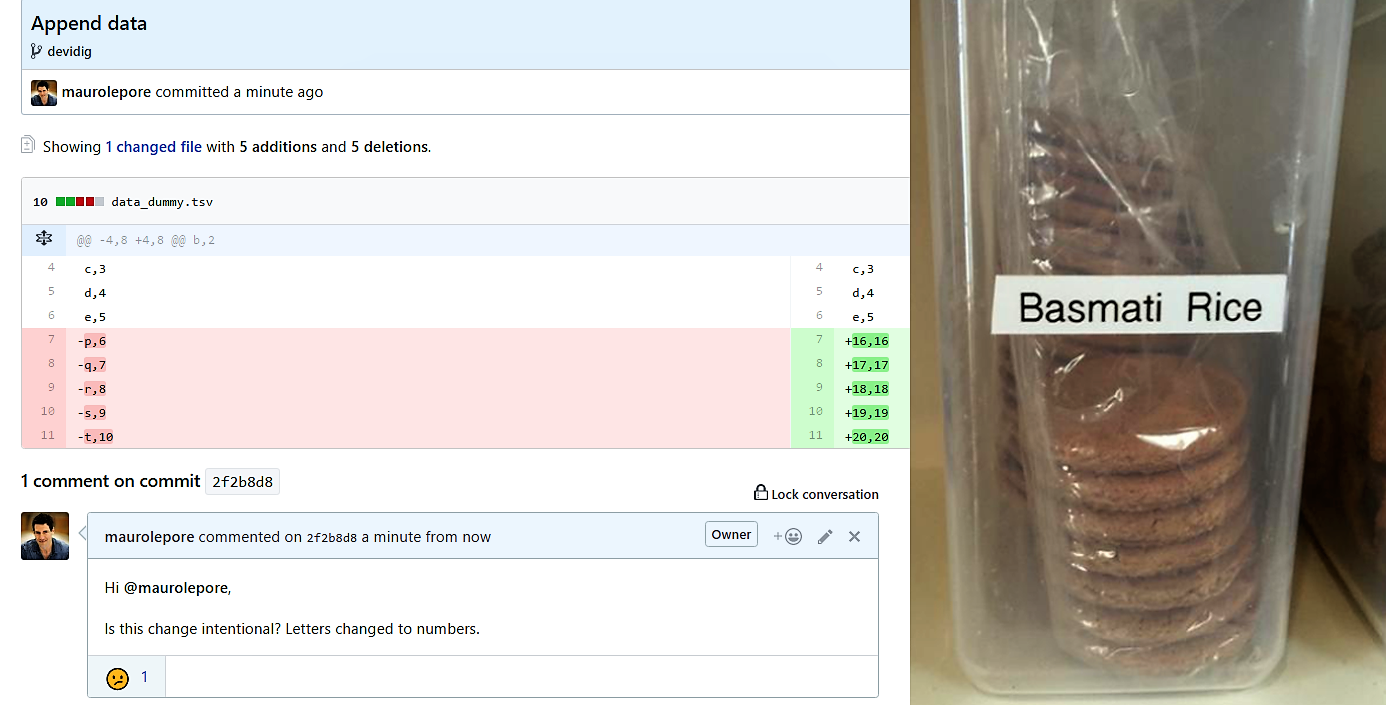 Append data
devidig
maurolepore committed a minute ago
Showing 1 changed file with 5 additions and 5 deletions.
10 data_dummy.tsv
@@ -4,8 +4,8 @@ b,2
4 c,3 4 c,3
5 d,4 5 d,4
6 e,5 6 e,5
7 -p,6 7 +16,16
8 -q,7 8 +17,17
9 -r,8 9 +18,18
10 -s,9 10 +19,19
11 -t,10 11 +20,20
1 comment on commit 2f2b8d8
Lock conversation
maurolepore commented on 2f2b8d8 a minute from now Owner
Hi @maurolepore,
Is this change intentional? Letters changed to numbers.
1
Basmati Rice